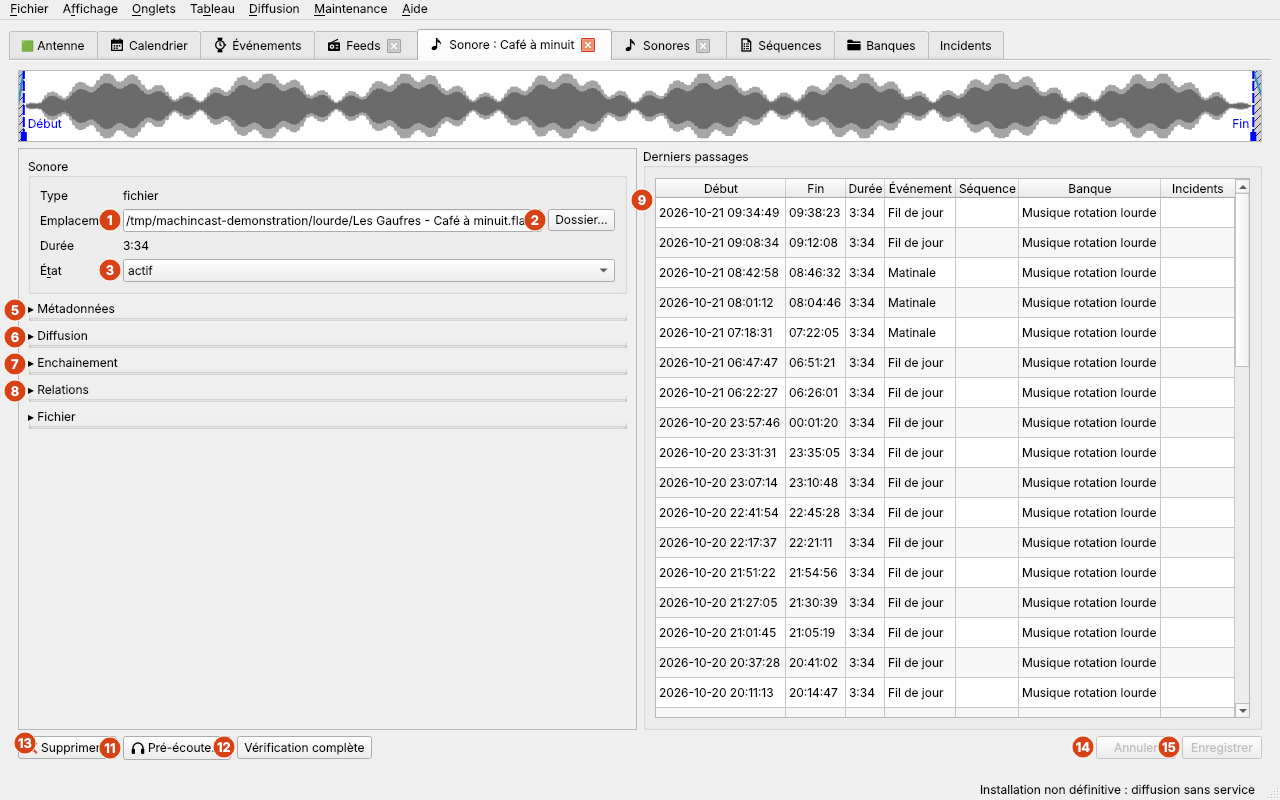 Fichier Affichage Onglets Tableau Diffusion Maintenance Aide
Antenne Calendrier Événements Feeds Sonore : Café à minuit Sonores Séquences Banques Incidents
Début Fin
Sonore
Type fichier
Emplacem 1 /tmp/machincast-demonstration/lourde/Les Gaufres - Café à minuit.fla 2 Dossier...
Durée 3:34
État 3 actif
5 Métadonnées
6 Diffusion
7 Enchainement
8 Relations
Fichier
Derniers passages
9
Début Fin Durée Événement Séquence Banque Incidents
2026-10-21 09:34:49 09:38:23 3:34 Fil de jour Musique rotation lourde
2026-10-21 09:08:34 09:12:08 3:34 Fil de jour Musique rotation lourde
2026-10-21 08:42:58 08:46:32 3:34 Matinale Musique rotation lourde
2026-10-21 08:01:12 08:04:46 3:34 Matinale Musique rotation lourde
2026-10-21 07:18:31 07:22:05 3:34 Matinale Musique rotation lourde
2026-10-21 06:47:47 06:51:21 3:34 Fil de jour Musique rotation lourde
2026-10-21 06:22:27 06:26:01 3:34 Fil de jour Musique rotation lourde
2026-10-20 23:57:46 00:01:20 3:34 Fil de jour Musique rotation lourde
2026-10-20 23:31:31 23:35:05 3:34 Fil de jour Musique rotation lourde
2026-10-20 23:07:14 23:10:48 3:34 Fil de jour Musique rotation lourde
2026-10-20 22:41:54 22:45:28 3:34 Fil de jour Musique rotation lourde
2026-10-20 22:17:37 22:21:11 3:34 Fil de jour Musique rotation lourde
2026-10-20 21:51:22 21:54:56 3:34 Fil de jour Musique rotation lourde
2026-10-20 21:27:05 21:30:39 3:34 Fil de jour Musique rotation lourde
2026-10-20 21:01:45 21:05:19 3:34 Fil de jour Musique rotation lourde
2026-10-20 20:37:28 20:41:02 3:34 Fil de jour Musique rotation lourde
2026-10-20 20:11:13 20:14:47 3:34 Fil de jour Musique rotation lourde
13 Supprimer 11 Pré-écoute. 12 Vérification complète 14 Annuler 15 Enregistrer
Installation non définitive : diffusion sans service